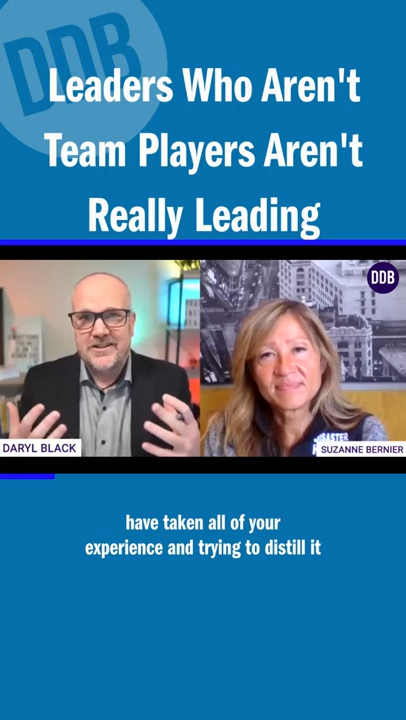 DDB
Leaders Who Aren't
Team Players Aren't
Really Leading
DDB
DARYL BLACK
SUZANNE BERNIER
have taken all of your
experience and trying to distill it